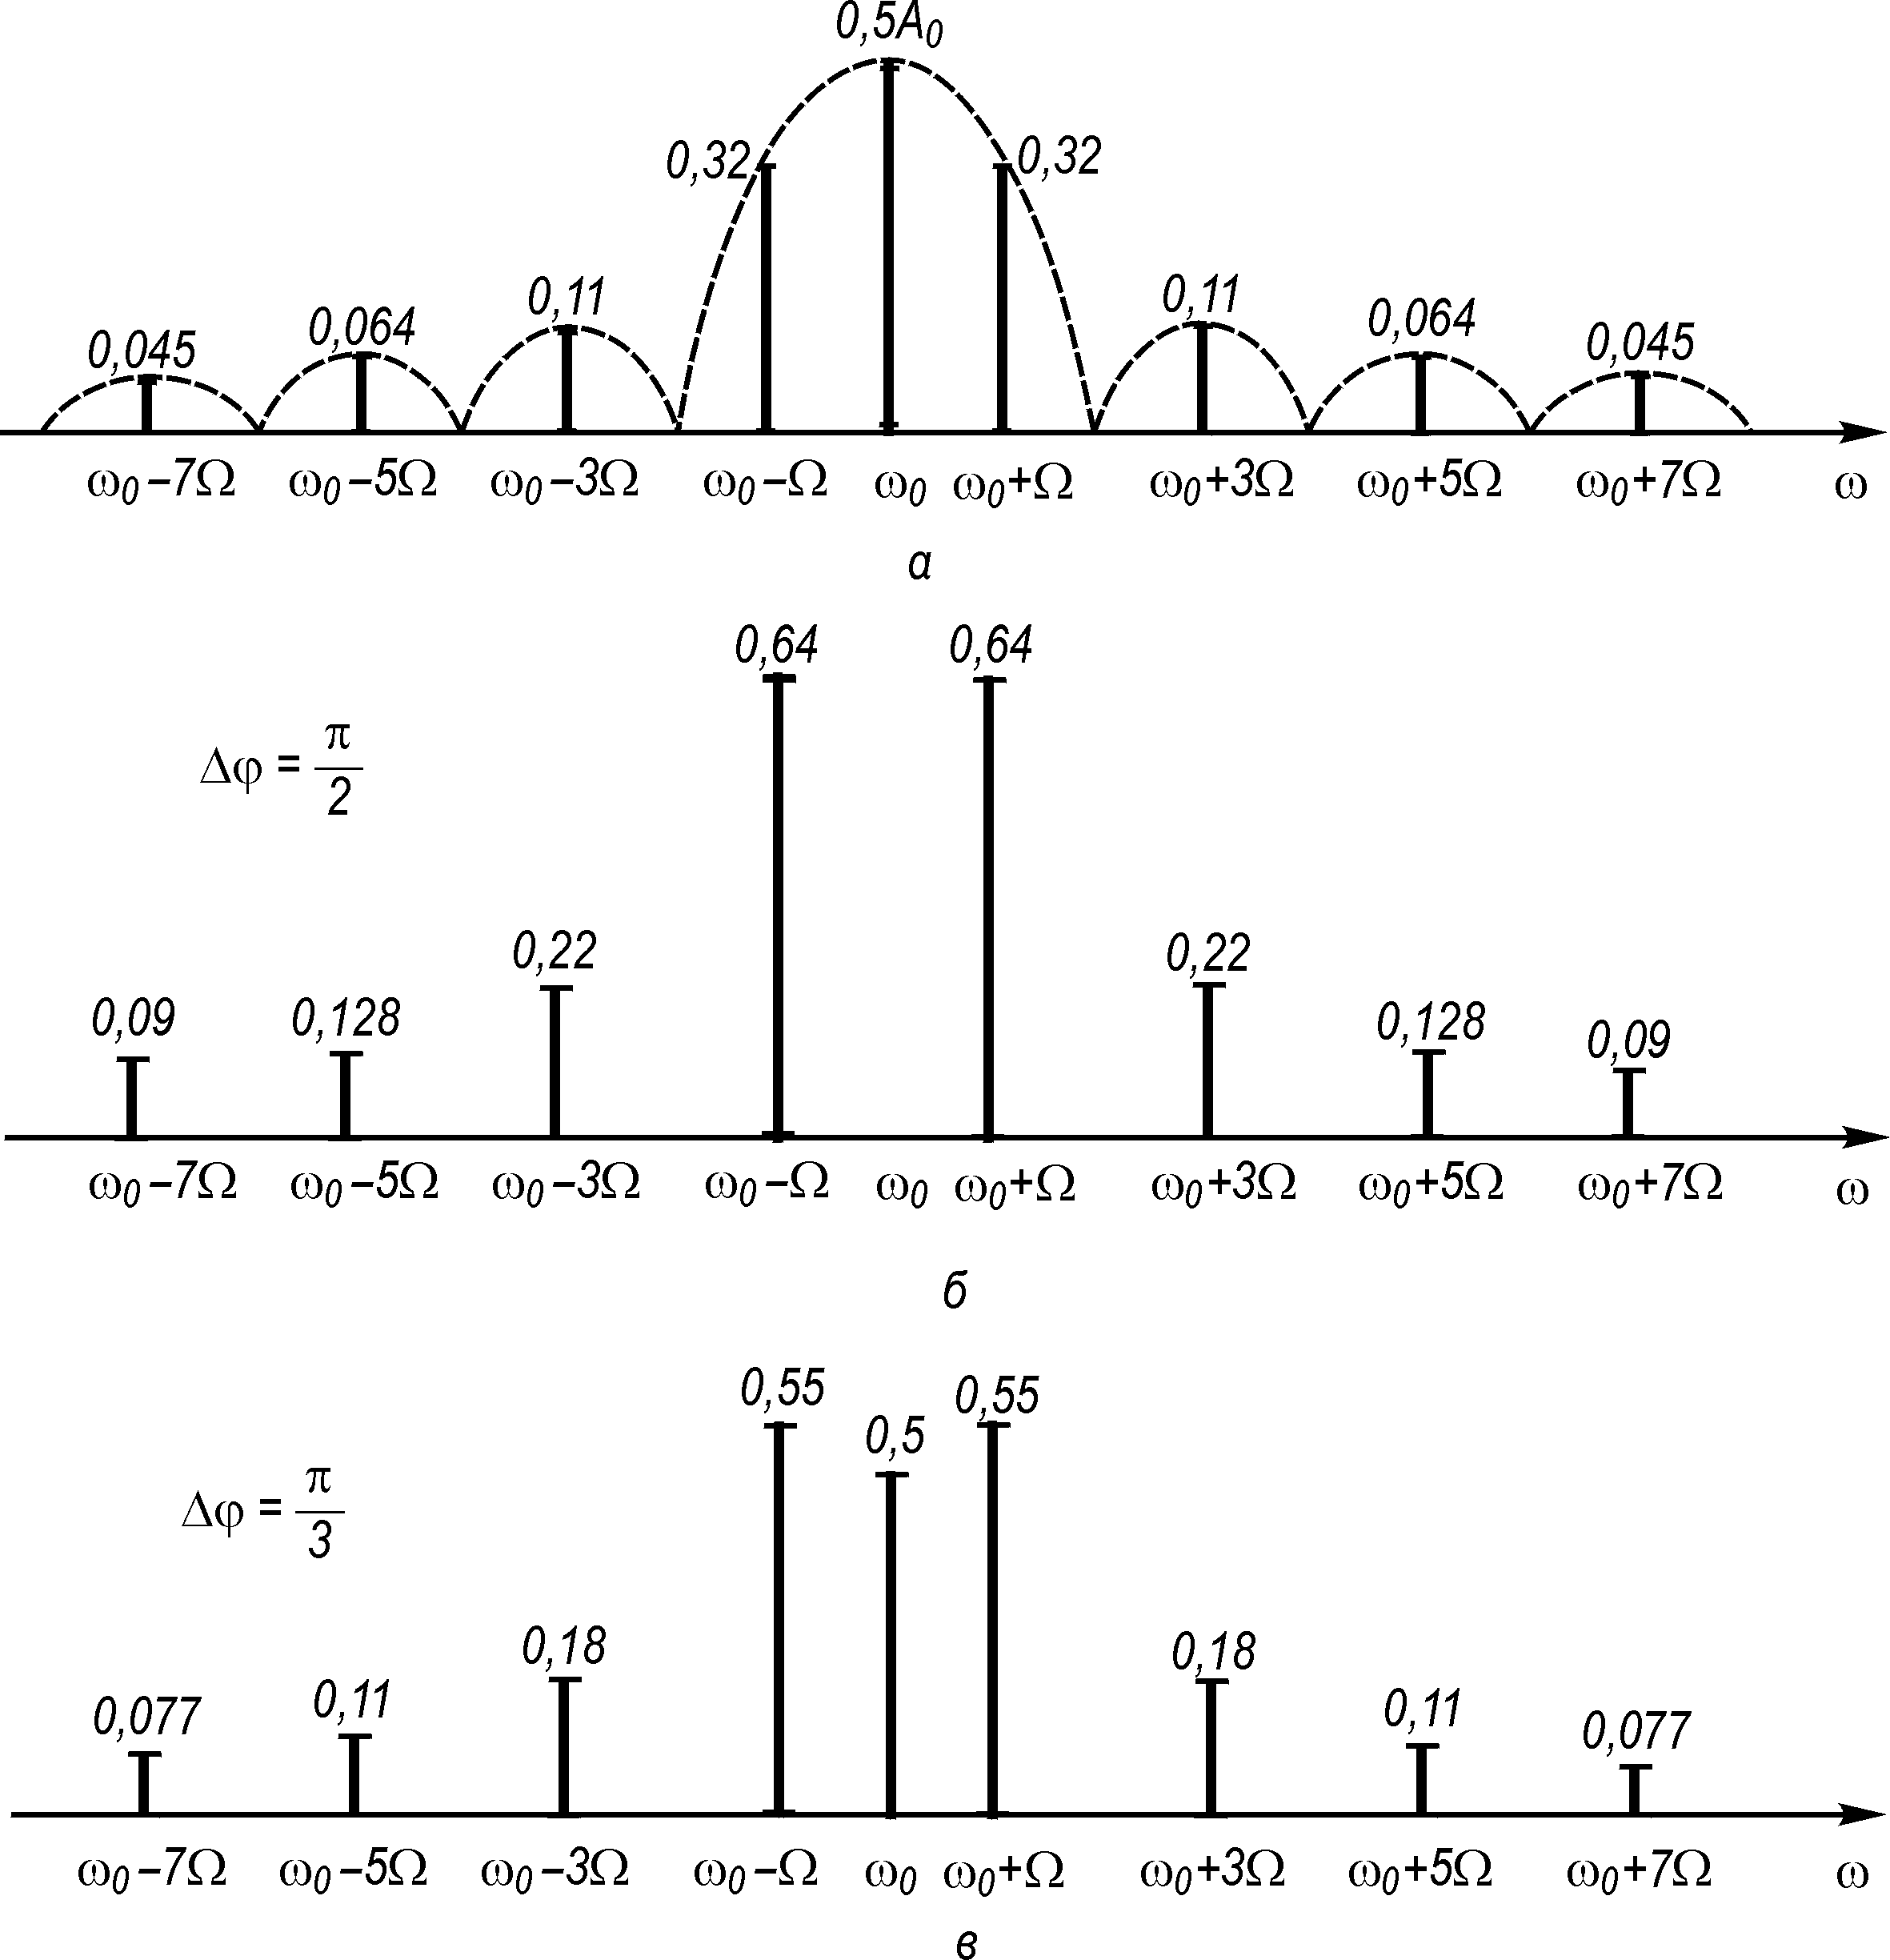 0,5A₀
0,32 0,32
0,11 0,11
0,045 0,064 0,064 0,045
ω₀–7Ω ω₀–5Ω ω₀–3Ω ω₀–Ω ω₀ ω₀+Ω ω₀+3Ω ω₀+5Ω ω₀+7Ω ω
а
0,64 0,64
Δφ = π/2
0,22 0,22
0,09 0,128 0,128 0,09
ω₀–7Ω ω₀–5Ω ω₀–3Ω ω₀–Ω ω₀ ω₀+Ω ω₀+3Ω ω₀+5Ω ω₀+7Ω ω
б
0,55 0,5 0,55
Δφ = π/3
0,18 0,18
0,077 0,11 0,11 0,077
ω₀–7Ω ω₀–5Ω ω₀–3Ω ω₀–Ω ω₀ ω₀+Ω ω₀+3Ω ω₀+5Ω ω₀+7Ω ω
в